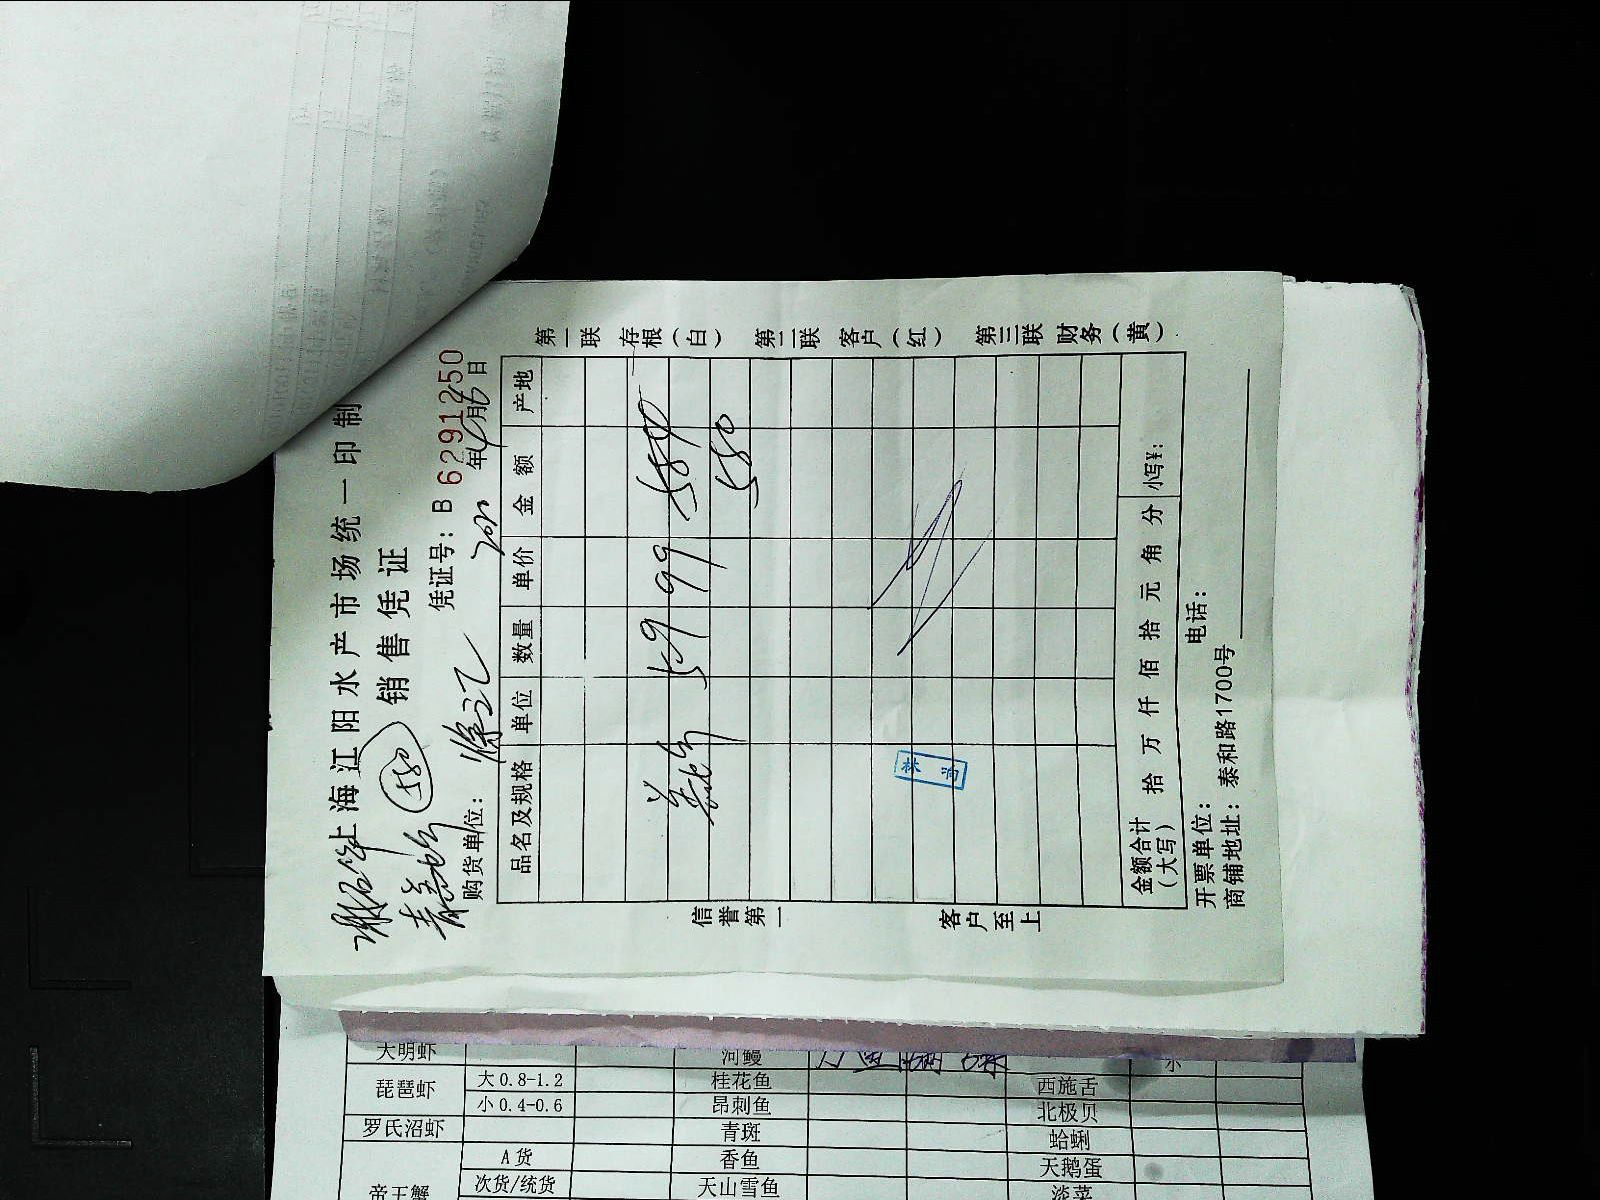 上海江阳水产市场统一印制
580
销售凭证
凭证号: B 6291250
购货单位: 徐汇
年 月 日
品名及规格 单位 数量 单价 金额 产地
59 99 584
580
林
金额合计(大写) 拾 万 仟 佰 拾 元 角 分 小写¥:
开票单位: 电话:
商铺地址: 泰和路1700号
信誉第一
客户至上
第一联 存根(白) 第二联 客户(红) 第三联 财务(黄)
大明虾 河鳗 小
琵琶虾 大0.8-1.2 桂花鱼 西施舌
小0.4-0.6 昂刺鱼 北极贝
罗氏沼虾 青斑 蛤蜊
帝王蟹 A货 香鱼 天鹅蛋
次货/统货 天山雪鱼 淡菜